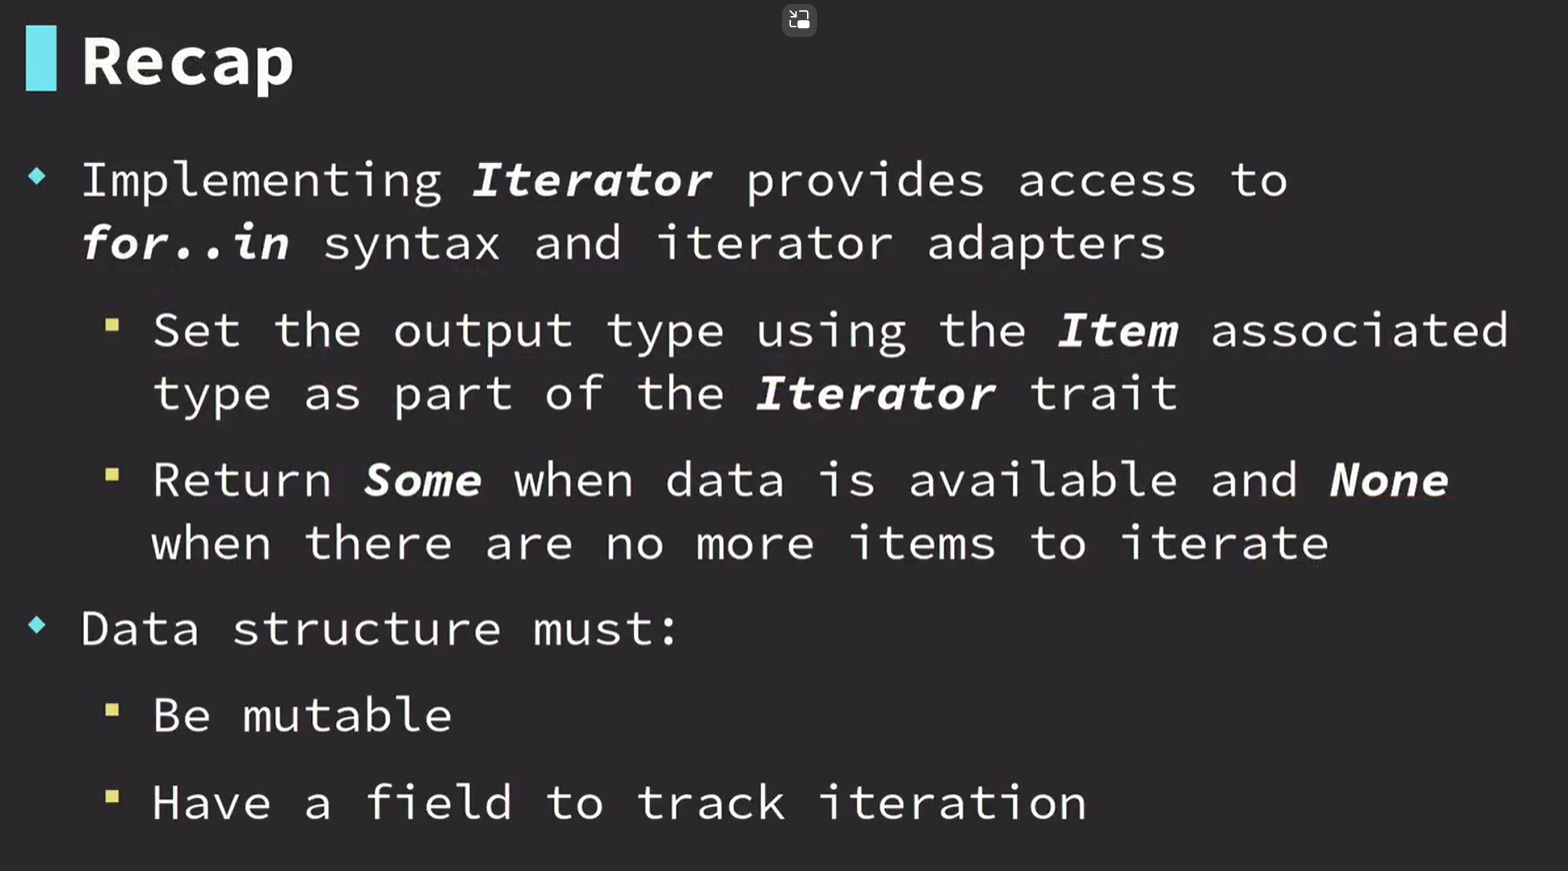 Recap
Implementing Iterator provides access to
for..in syntax and iterator adapters
Set the output type using the Item associated
type as part of the Iterator trait
Return Some when data is available and None
when there are no more items to iterate
Data structure must:
Be mutable
Have a field to track iteration